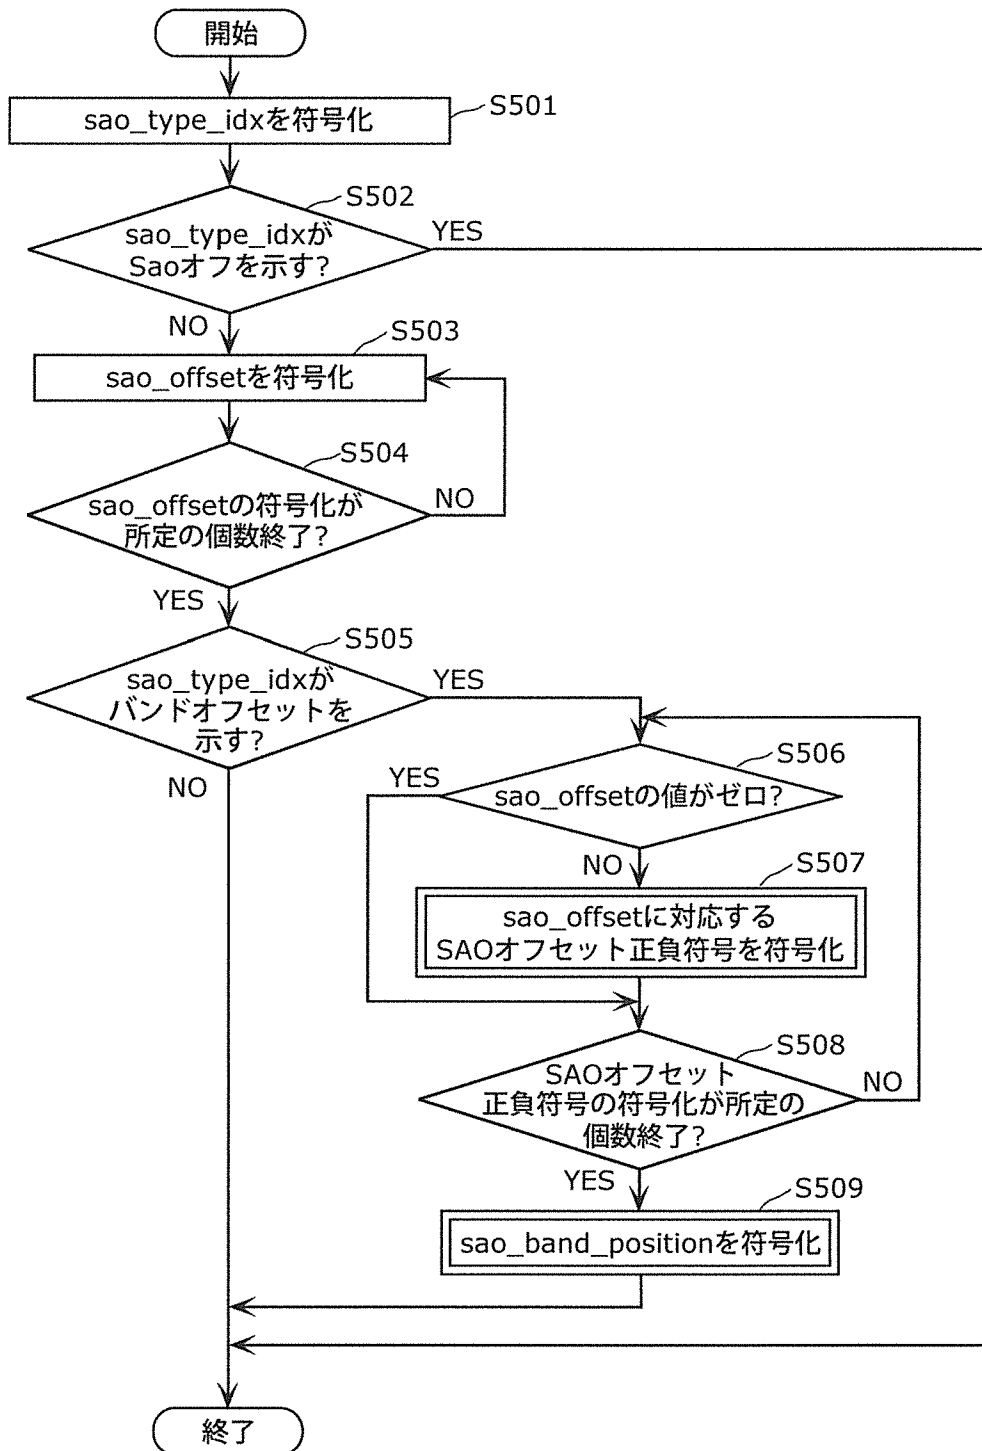 開始
sao_type_idxを符号化
S501
S502
sao_type_idxが
Saoオフを示す?
YES
NO
S503
sao_offsetを符号化
S504
sao_offsetの符号化が
所定の個数終了?
NO
YES
S505
sao_type_idxが
バンドオフセットを
示す?
YES
NO
S506
sao_offsetの値がゼロ?
YES
NO
S507
sao_offsetに対応する
SAOオフセット正負符号を符号化
S508
SAOオフセット
正負符号の符号化が所定の
個数終了?
NO
YES
S509
sao_band_positionを符号化
終了